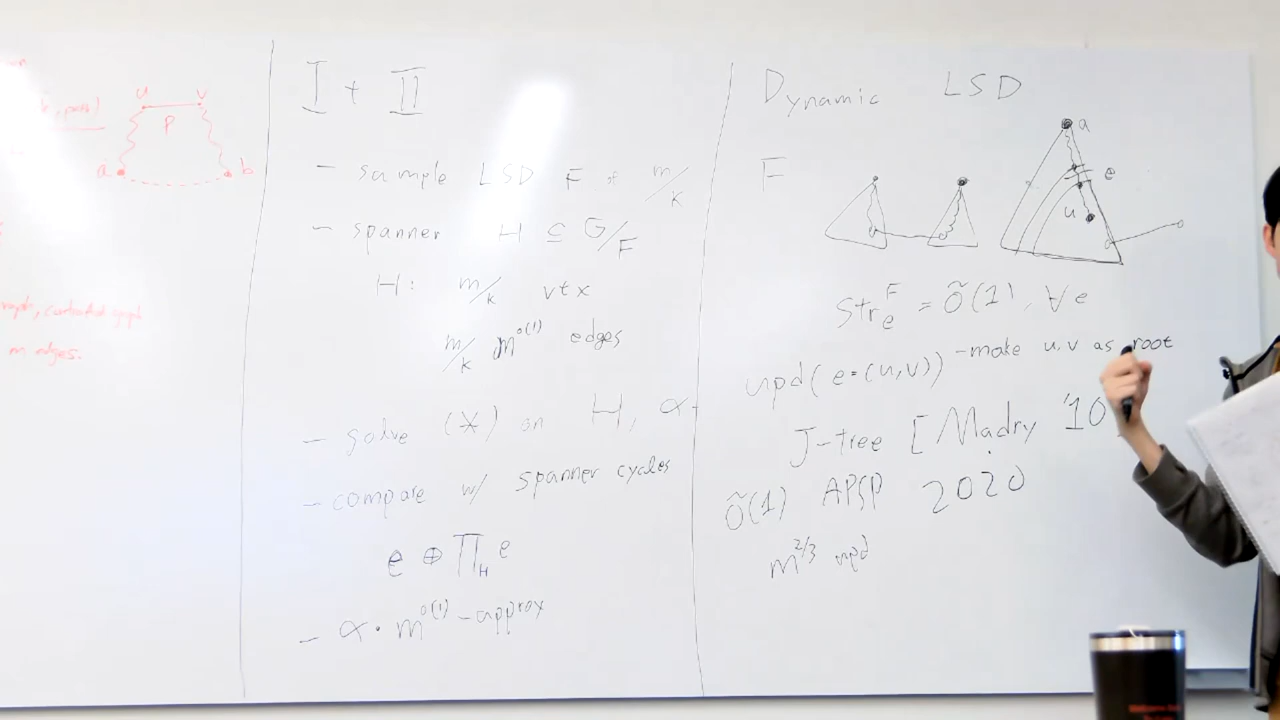 u v
P
a b
m edges.
I + II
- sample LSD F of m/k
- spanner H ⊆ G/F
H: m/k vtx
m/k m^o(1) edges
- solve (*) on H, α-
- compare w/ spanner cycles
e ⊕ Π_H e
- α · m^o(1) - approx
Dynamic LSD
F
a
e
u
Str_e^F = Õ(1), ∀e
upd(e=(u,v)) - make u,v as root
J-tree [Madry '10
Õ(1) APSP 2020
m^2/3 upd